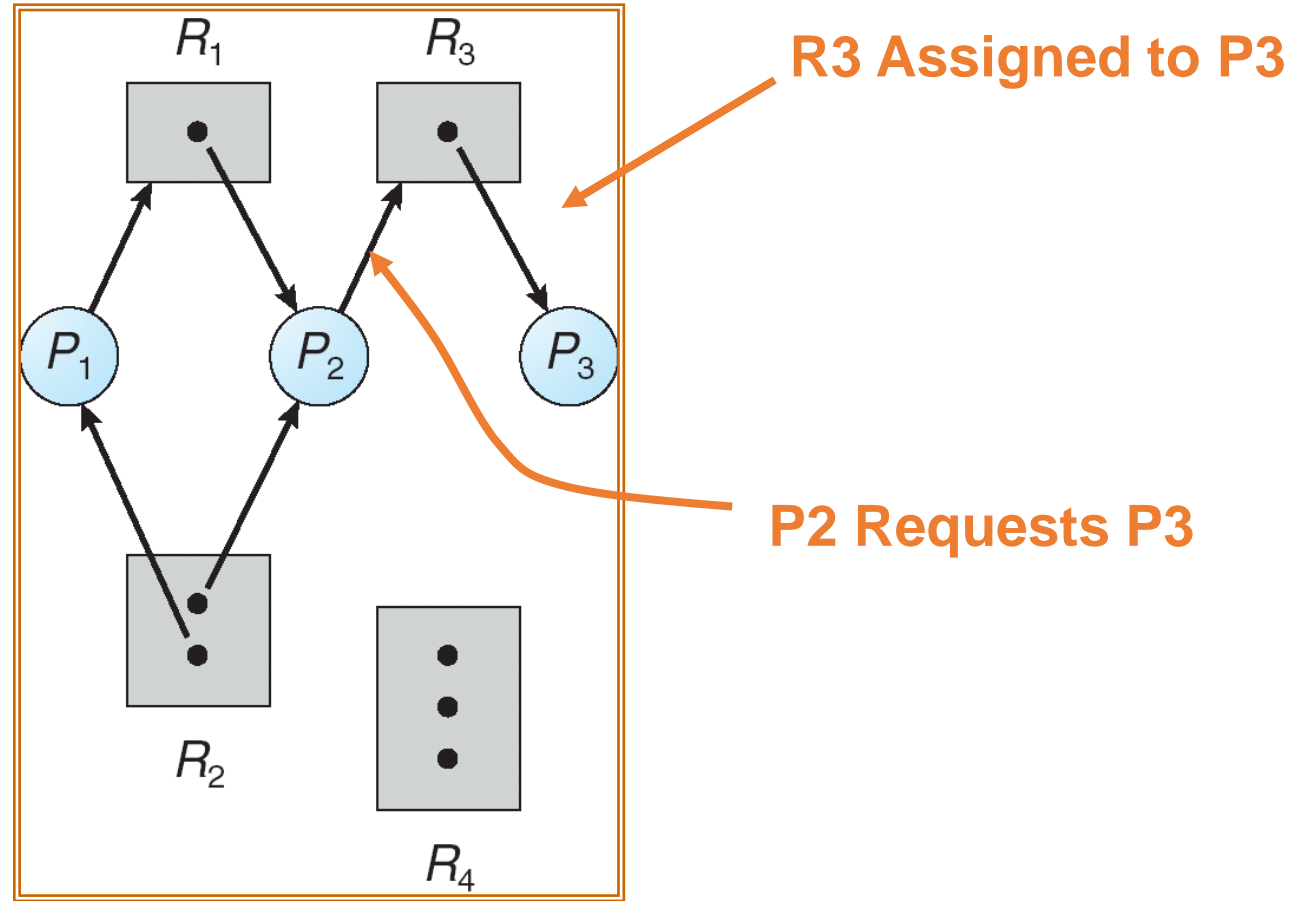 R1 R3
R3 Assigned to P3
P1 P2 P3
P2 Requests P3
R2
R4